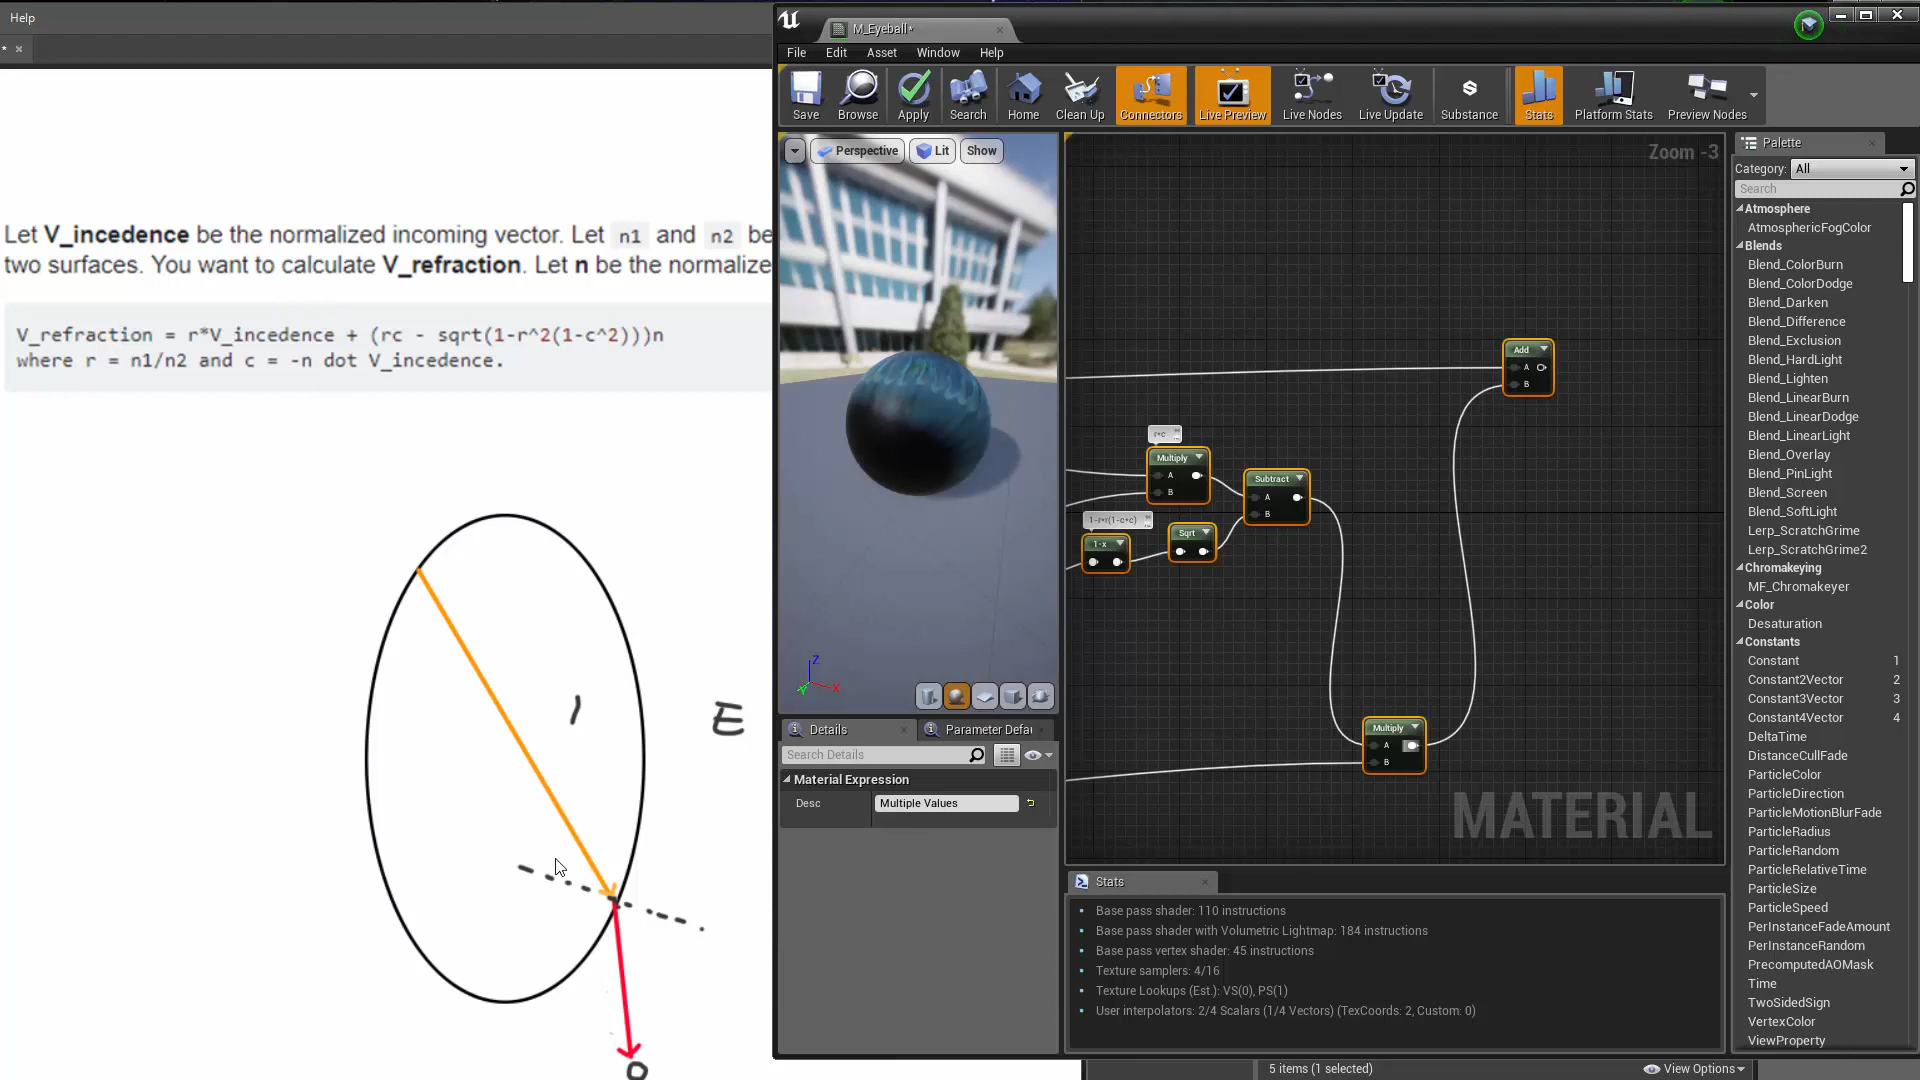 Help
*
Let V_incedence be the normalized incoming vector. Let n1 and n2 be
two surfaces. You want to calculate V_refraction. Let n be the normalize
V_refraction = r*V_incedence + (rc - sqrt(1-r^2(1-c^2)))n
where r = n1/n2 and c = -n dot V_incedence.
I
E
O
M_Eyeball*
File Edit Asset Window Help
Save Browse Apply Search Home Clean Up Connectors Live Preview Live Nodes Live Update Substance Stats Platform Stats Preview Nodes
Perspective Lit Show
Z
X
Y
Zoom -3
Add
A
B
r*c
Multiply
A
B
Subtract
A
B
1-r*r(1-c*c)
1-x
Sqrt
Multiply
A
B
MATERIAL
Details
Parameter Defau
Search Details
Material Expression
Desc Multiple Values
Stats
• Base pass shader: 110 instructions
• Base pass shader with Volumetric Lightmap: 184 instructions
• Base pass vertex shader: 45 instructions
• Texture samplers: 4/16
• Texture Lookups (Est.): VS(0), PS(1)
• User interpolators: 2/4 Scalars (1/4 Vectors) (TexCoords: 2, Custom: 0)
5 items (1 selected)
View Options
Palette
Category: All
Search
Atmosphere
AtmosphericFogColor
Blends
Blend_ColorBurn
Blend_ColorDodge
Blend_Darken
Blend_Difference
Blend_Exclusion
Blend_HardLight
Blend_Lighten
Blend_LinearBurn
Blend_LinearDodge
Blend_LinearLight
Blend_Overlay
Blend_PinLight
Blend_Screen
Blend_SoftLight
Lerp_ScratchGrime
Lerp_ScratchGrime2
Chromakeying
MF_Chromakeyer
Color
Desaturation
Constants
Constant 1
Constant2Vector 2
Constant3Vector 3
Constant4Vector 4
DeltaTime
DistanceCullFade
ParticleColor
ParticleDirection
ParticleMotionBlurFade
ParticleRadius
ParticleRandom
ParticleRelativeTime
ParticleSize
ParticleSpeed
PerInstanceFadeAmount
PerInstanceRandom
PrecomputedAOMask
Time
TwoSidedSign
VertexColor
ViewProperty